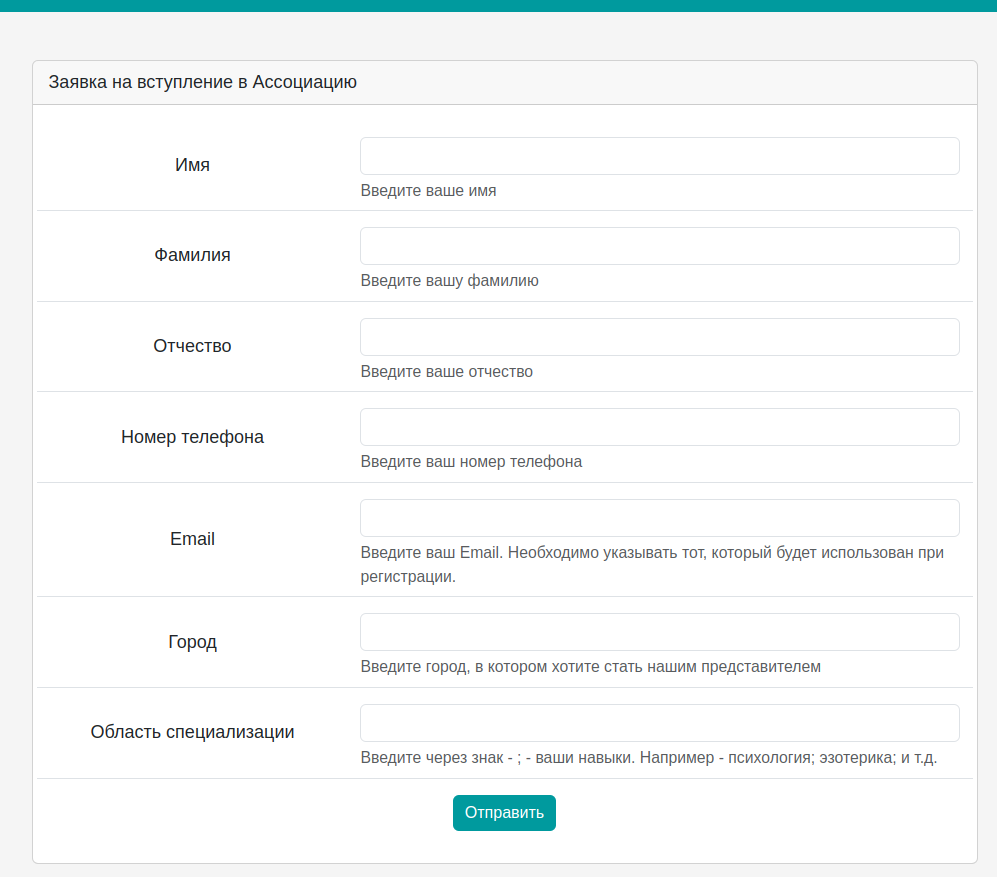 Заявка на вступление в Ассоциацию
Имя
Введите ваше имя
Фамилия
Введите вашу фамилию
Отчество
Введите ваше отчество
Номер телефона
Введите ваш номер телефона
Email
Введите ваш Email. Необходимо указывать тот, который будет использован при
регистрации.
Город
Введите город, в котором хотите стать нашим представителем
Область специализации
Введите через знак - ; - ваши навыки. Например - психология; эзотерика; и т.д.
Отправить